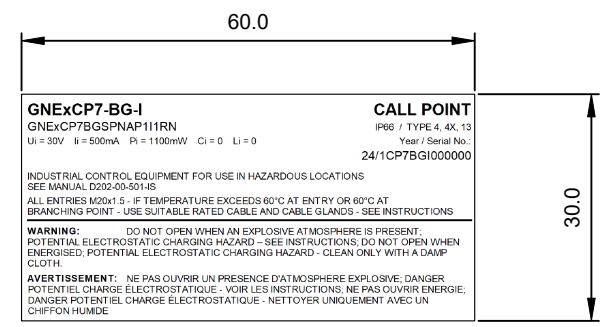 60.0
GNExCP7-BG-I CALL POINT
GNExCP7BGSPNAP1I1RN IP66 / TYPE 4, 4X, 13
Ui = 30V Ii = 500mA Pi = 1100mW Ci = 0 Li = 0 Year / Serial No.:
24/1CP7BGI000000
INDUSTRIAL CONTROL EQUIPMENT FOR USE IN HAZARDOUS LOCATIONS
SEE MANUAL D202-00-501-IS
ALL ENTRIES M20x1.5 - IF TEMPERATURE EXCEEDS 60°C AT ENTRY OR 60°C AT
BRANCHING POINT - USE SUITABLE RATED CABLE AND CABLE GLANDS - SEE INSTRUCTIONS
30.0
WARNING: DO NOT OPEN WHEN AN EXPLOSIVE ATMOSPHERE IS PRESENT;
POTENTIAL ELECTROSTATIC CHARGING HAZARD – SEE INSTRUCTIONS; DO NOT OPEN WHEN
ENERGISED; POTENTIAL ELECTROSTATIC CHARGING HAZARD - CLEAN ONLY WITH A DAMP
CLOTH.
AVERTISSEMENT: NE PAS OUVRIR UN PRESENCE D'ATMOSPHERE EXPLOSIVE; DANGER
POTENTIEL CHARGE ÉLECTROSTATIQUE - VOIR LES INSTRUCTIONS; NE PAS OUVRIR ENERGIE;
DANGER POTENTIEL CHARGE ÉLECTROSTATIQUE - NETTOYER UNIQUEMENT AVEC UN
CHIFFON HUMIDE